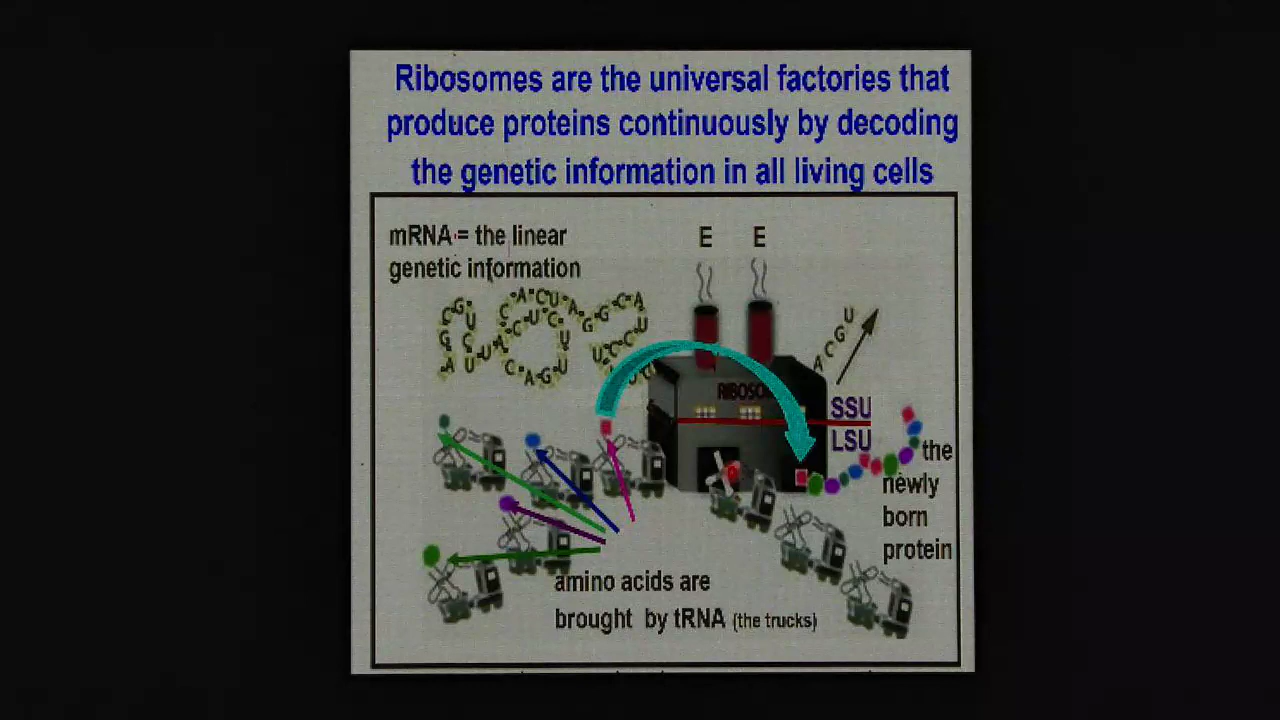 Ribosomes are the universal factories that
produce proteins continuously by decoding
the genetic information in all living cells
mRNA = the linear
genetic information
E E
A C G U
SSU
LSU
the
newly
born
protein
amino acids are
brought by tRNA (the trucks)